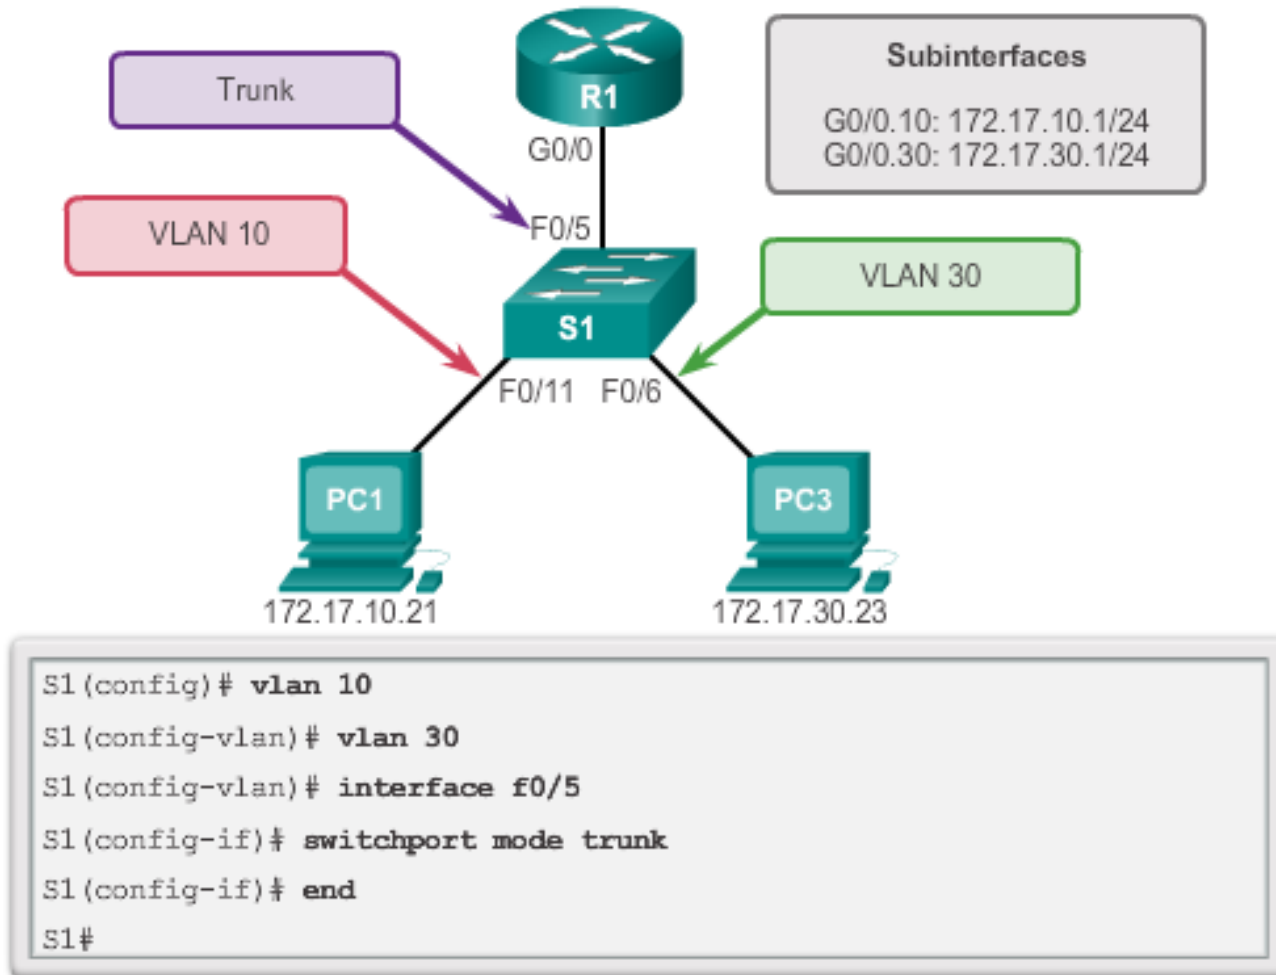 Trunk
R1
Subinterfaces
G0/0.10: 172.17.10.1/24
G0/0.30: 172.17.30.1/24
G0/0
VLAN 10
F0/5
VLAN 30
S1
F0/11 F0/6
PC1
PC3
172.17.10.21
172.17.30.23
S1(config)# vlan 10
S1(config-vlan)# vlan 30
S1(config-vlan)# interface f0/5
S1(config-if)# switchport mode trunk
S1(config-if)# end
S1#